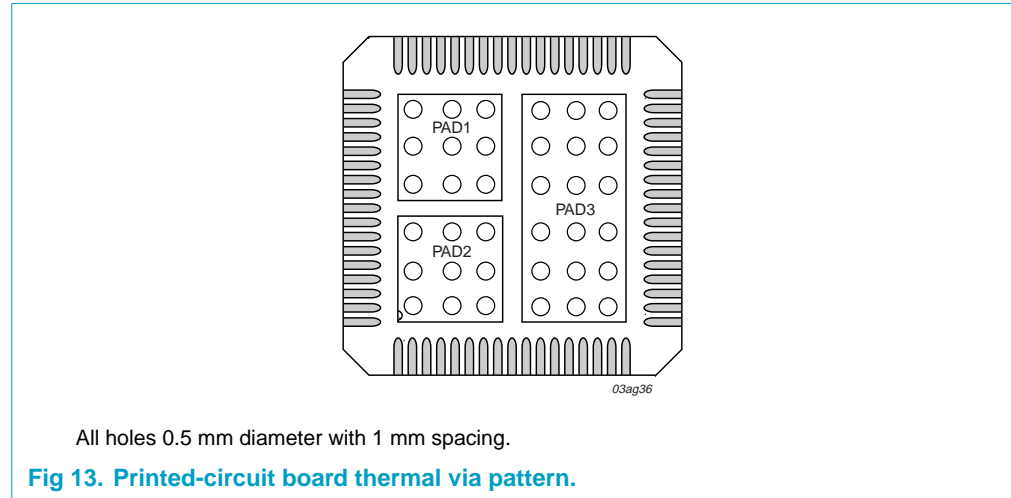 PAD1
PAD3
PAD2
03ag36
All holes 0.5 mm diameter with 1 mm spacing.
Fig 13. Printed-circuit board thermal via pattern.